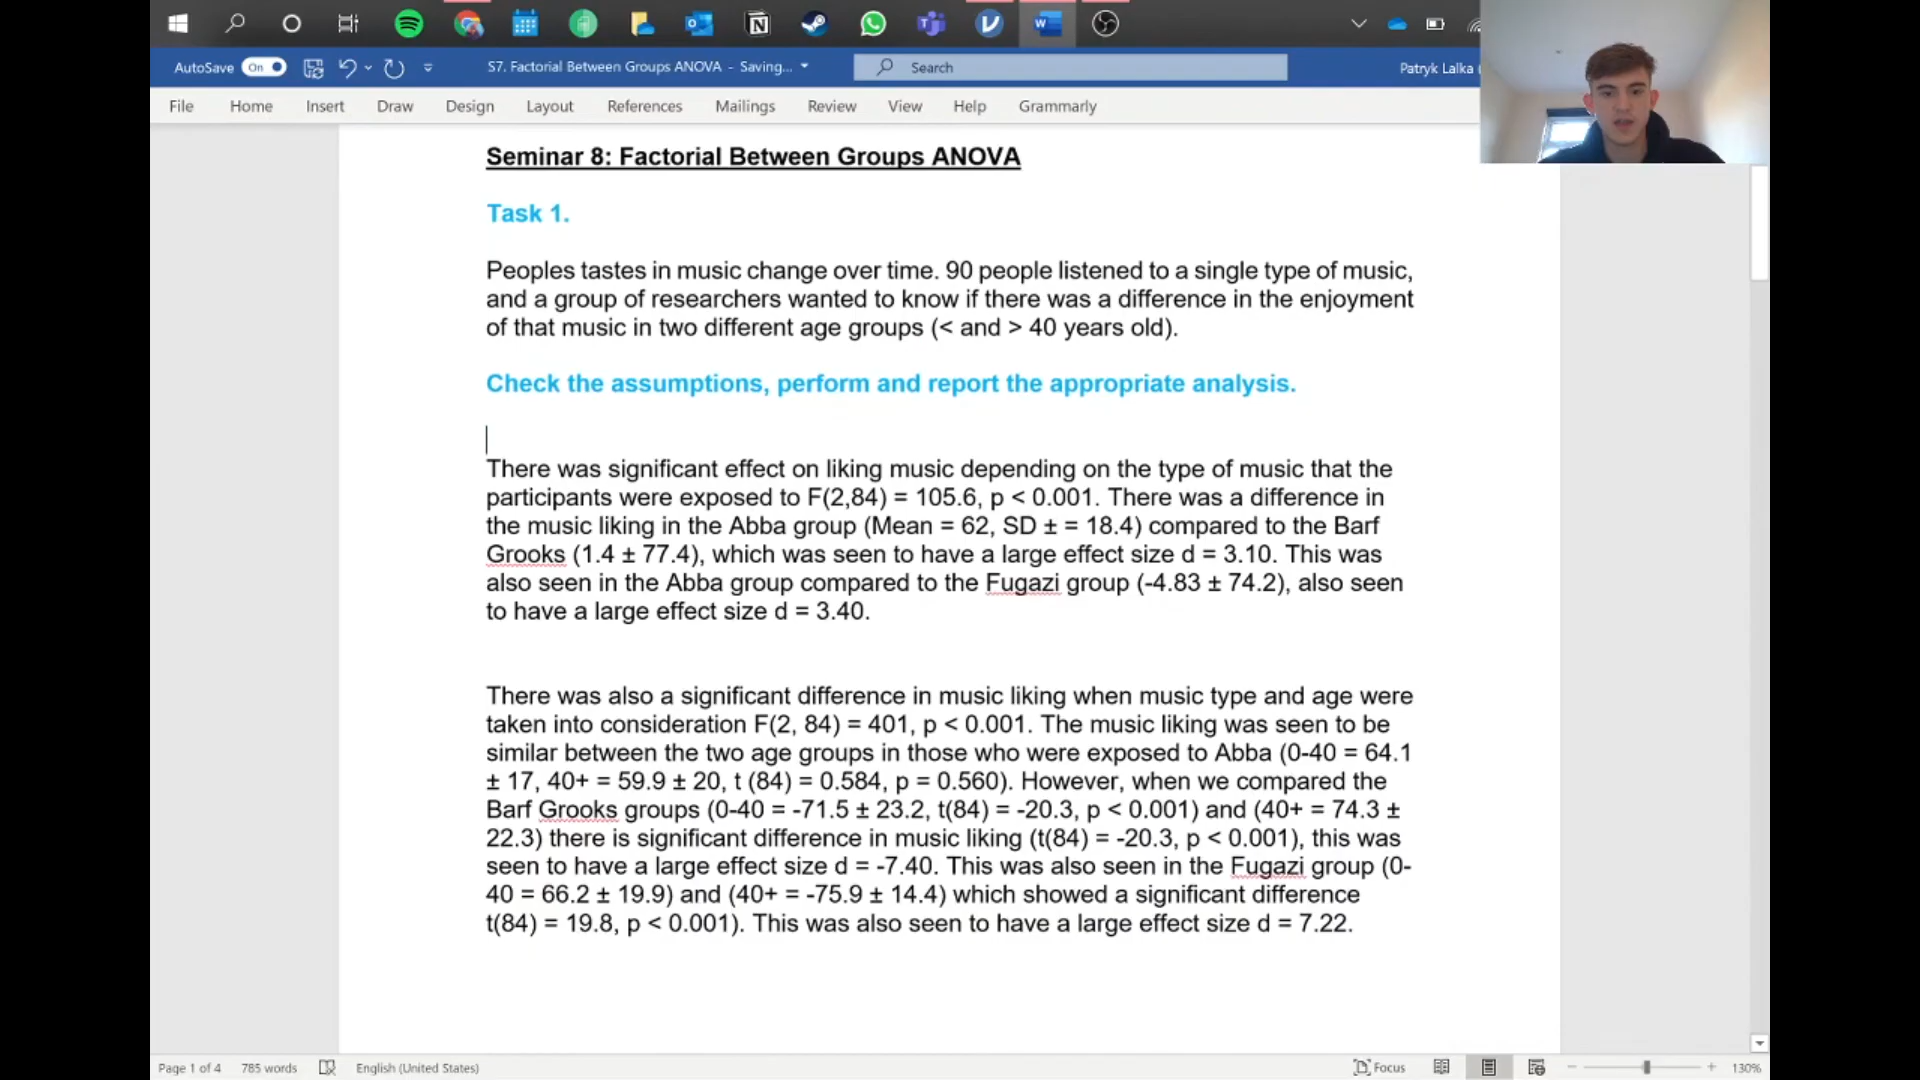 AutoSave On S7. Factorial Between Groups ANOVA - Saving... Search Patryk Lalka
File Home Insert Draw Design Layout References Mailings Review View Help Grammarly
Seminar 8: Factorial Between Groups ANOVA
Task 1.
Peoples tastes in music change over time. 90 people listened to a single type of music,
and a group of researchers wanted to know if there was a difference in the enjoyment
of that music in two different age groups (< and > 40 years old).
Check the assumptions, perform and report the appropriate analysis.
There was significant effect on liking music depending on the type of music that the
participants were exposed to F(2,84) = 105.6, p < 0.001. There was a difference in
the music liking in the Abba group (Mean = 62, SD ± = 18.4) compared to the Barf
Grooks (1.4 ± 77.4), which was seen to have a large effect size d = 3.10. This was
also seen in the Abba group compared to the Fugazi group (-4.83 ± 74.2), also seen
to have a large effect size d = 3.40.
There was also a significant difference in music liking when music type and age were
taken into consideration F(2, 84) = 401, p < 0.001. The music liking was seen to be
similar between the two age groups in those who were exposed to Abba (0-40 = 64.1
± 17, 40+ = 59.9 ± 20, t (84) = 0.584, p = 0.560). However, when we compared the
Barf Grooks groups (0-40 = -71.5 ± 23.2, t(84) = -20.3, p < 0.001) and (40+ = 74.3 ±
22.3) there is significant difference in music liking (t(84) = -20.3, p < 0.001), this was
seen to have a large effect size d = -7.40. This was also seen in the Fugazi group (0-
40 = 66.2 ± 19.9) and (40+ = -75.9 ± 14.4) which showed a significant difference
t(84) = 19.8, p < 0.001). This was also seen to have a large effect size d = 7.22.
Page 1 of 4 785 words English (United States) Focus 130%